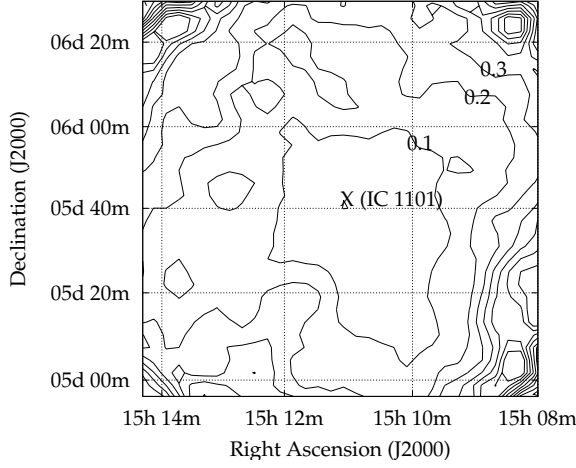 06d 20m
0.3
0.2
06d 00m
0.1
X (IC 1101)
05d 40m
Declination (J2000)
05d 20m
05d 00m
15h 14m 15h 12m 15h 10m 15h 08m
Right Ascension (J2000)